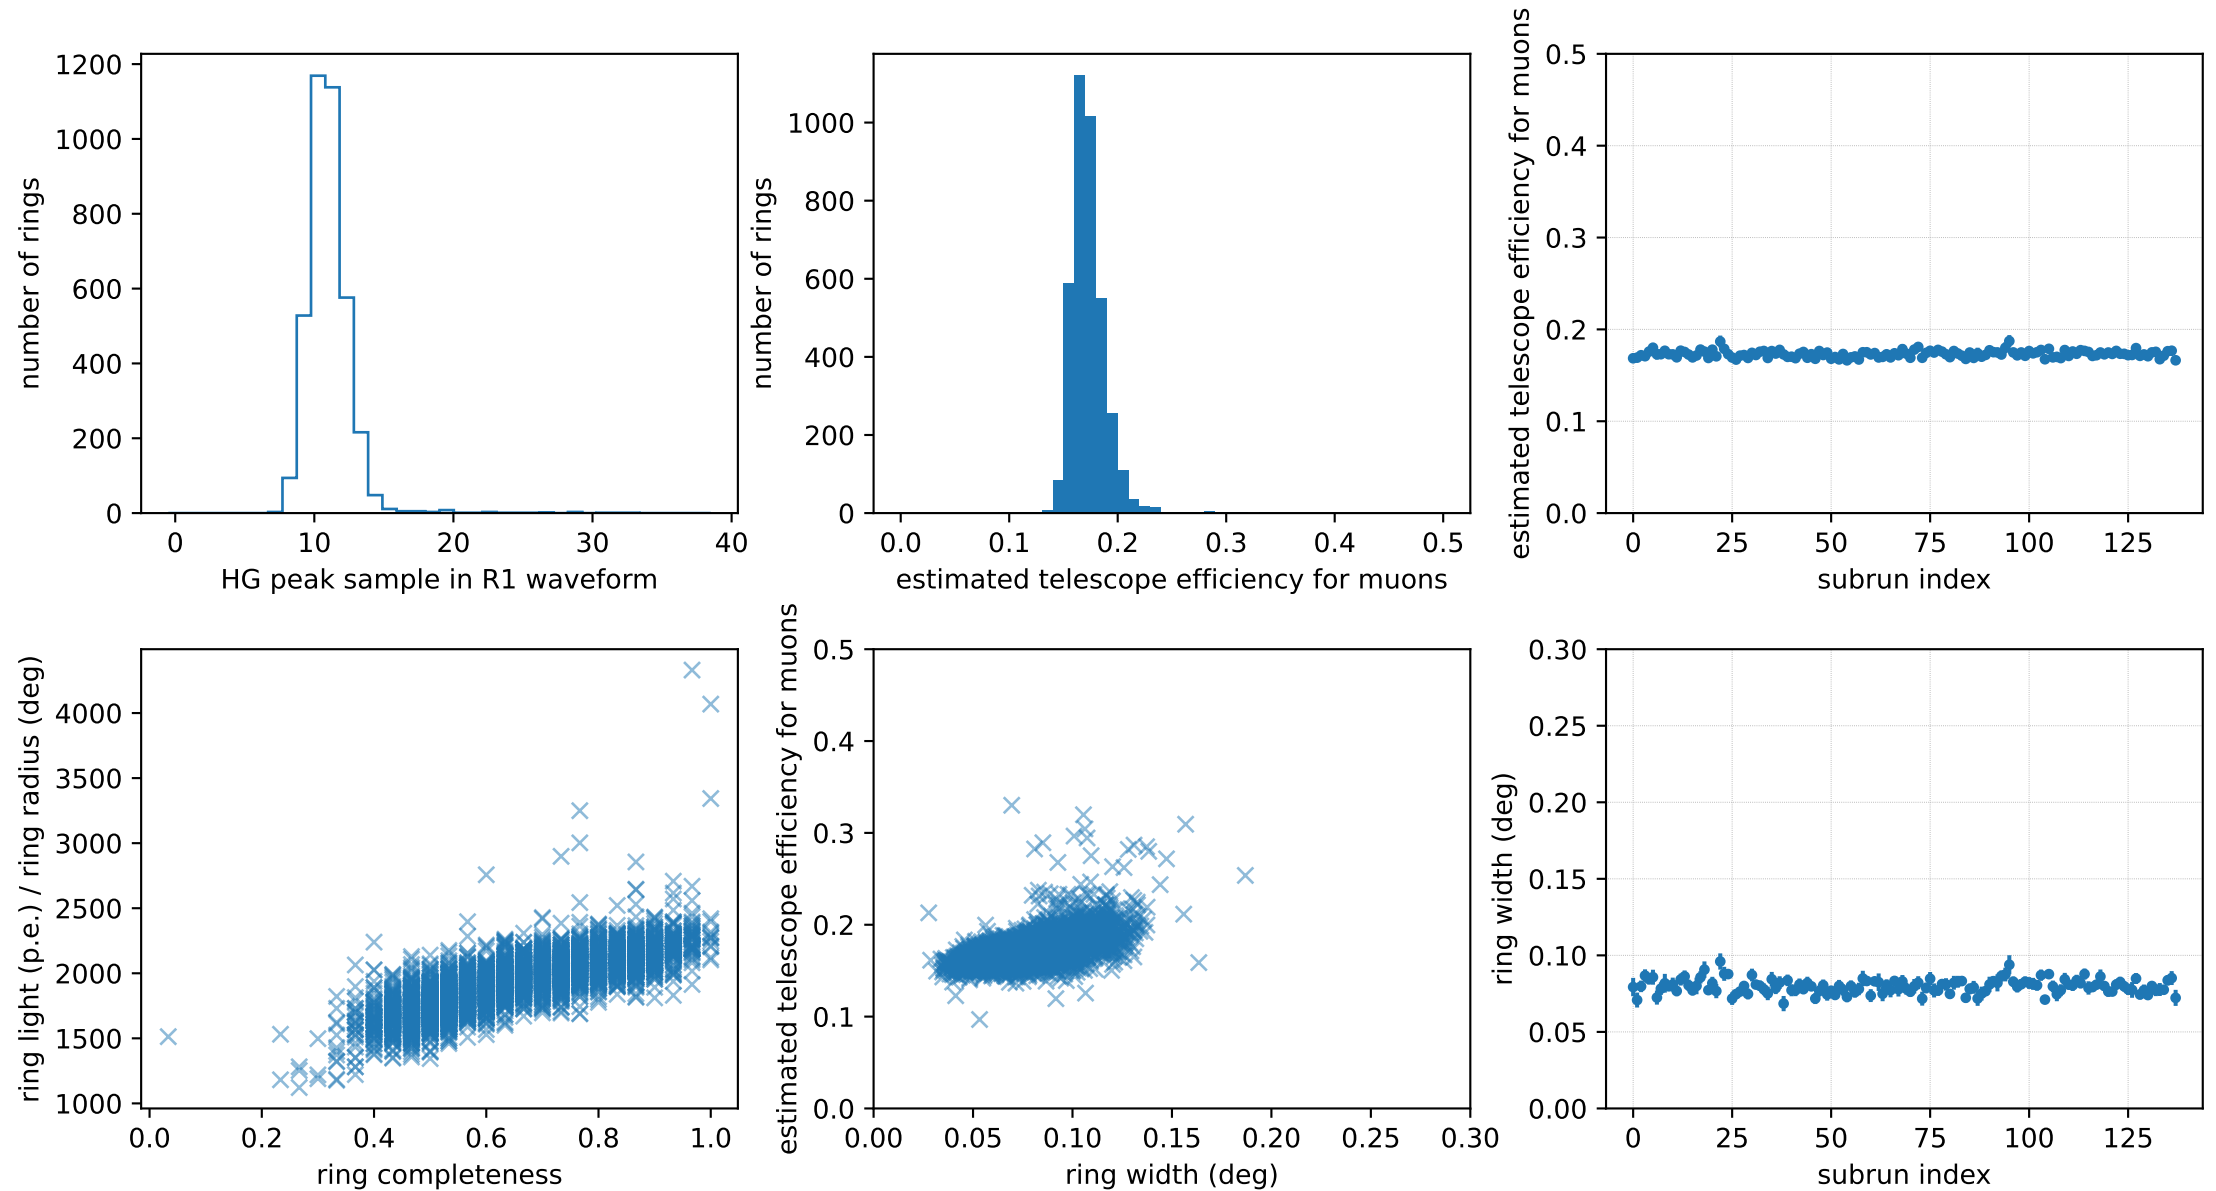 number of rings
1200
1000
800
600
400
200
0
0 10 20 30 40
HG peak sample in R1 waveform
number of rings
1000
800
600
400
200
0
0.0 0.1 0.2 0.3 0.4 0.5
estimated telescope efficiency for muons
estimated telescope efficiency for muons
0.5
0.4
0.3
0.2
0.1
0.0
0 25 50 75 100 125
subrun index
ring light (p.e.) / ring radius (deg)
4000
3500
3000
2500
2000
1500
1000
0.0 0.2 0.4 0.6 0.8 1.0
ring completeness
estimated telescope efficiency for muons
0.5
0.4
0.3
0.2
0.1
0.0
0.00 0.05 0.10 0.15 0.20 0.25 0.30
ring width (deg)
ring width (deg)
0.30
0.25
0.20
0.15
0.10
0.05
0.00
0 25 50 75 100 125
subrun index